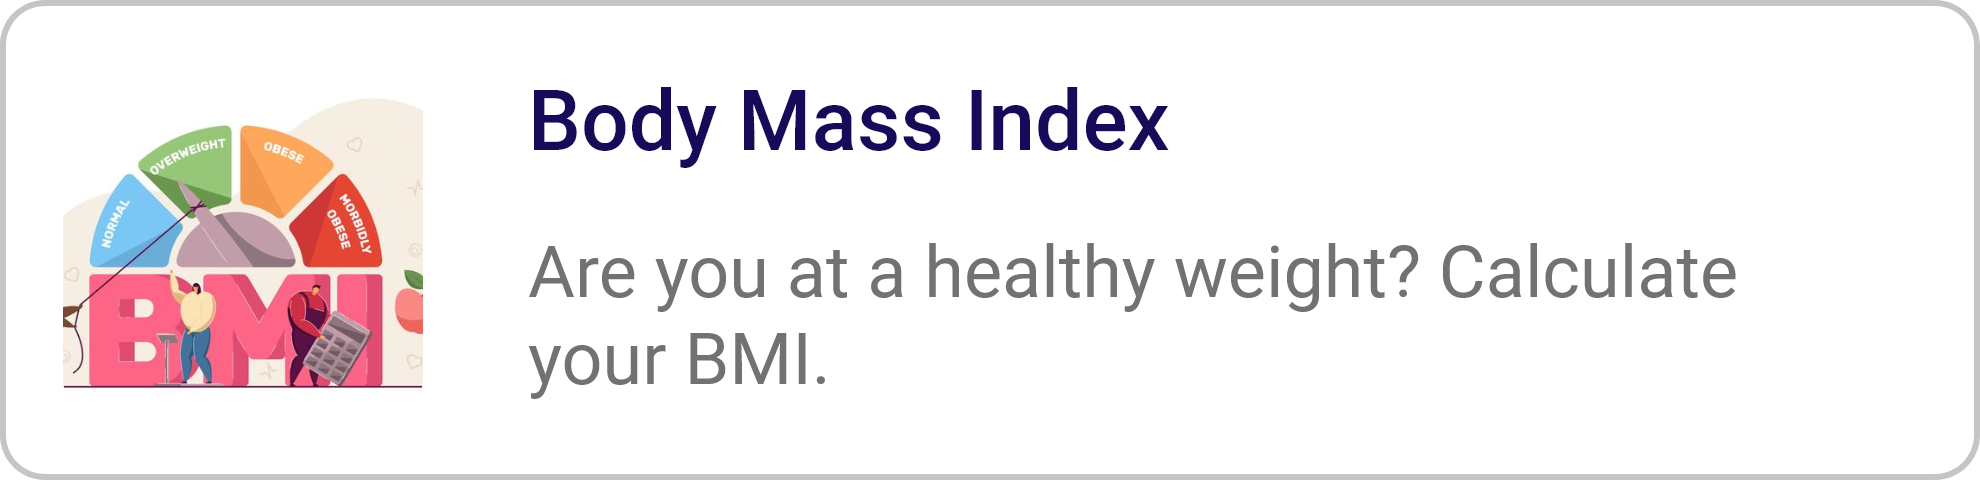 Body Mass Index
Are you at a healthy weight? Calculate
your BMI.
NORMAL
OVERWEIGHT
OBESE
MORBIDLY
OBESE
BMI